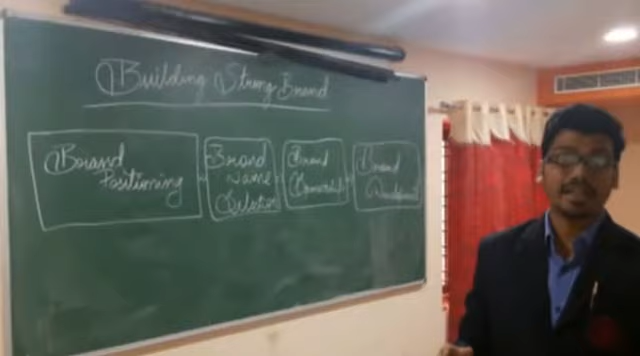 Building Strong Brand
Brand
Positioning
Brand
Name
Selection
Brand
Brand